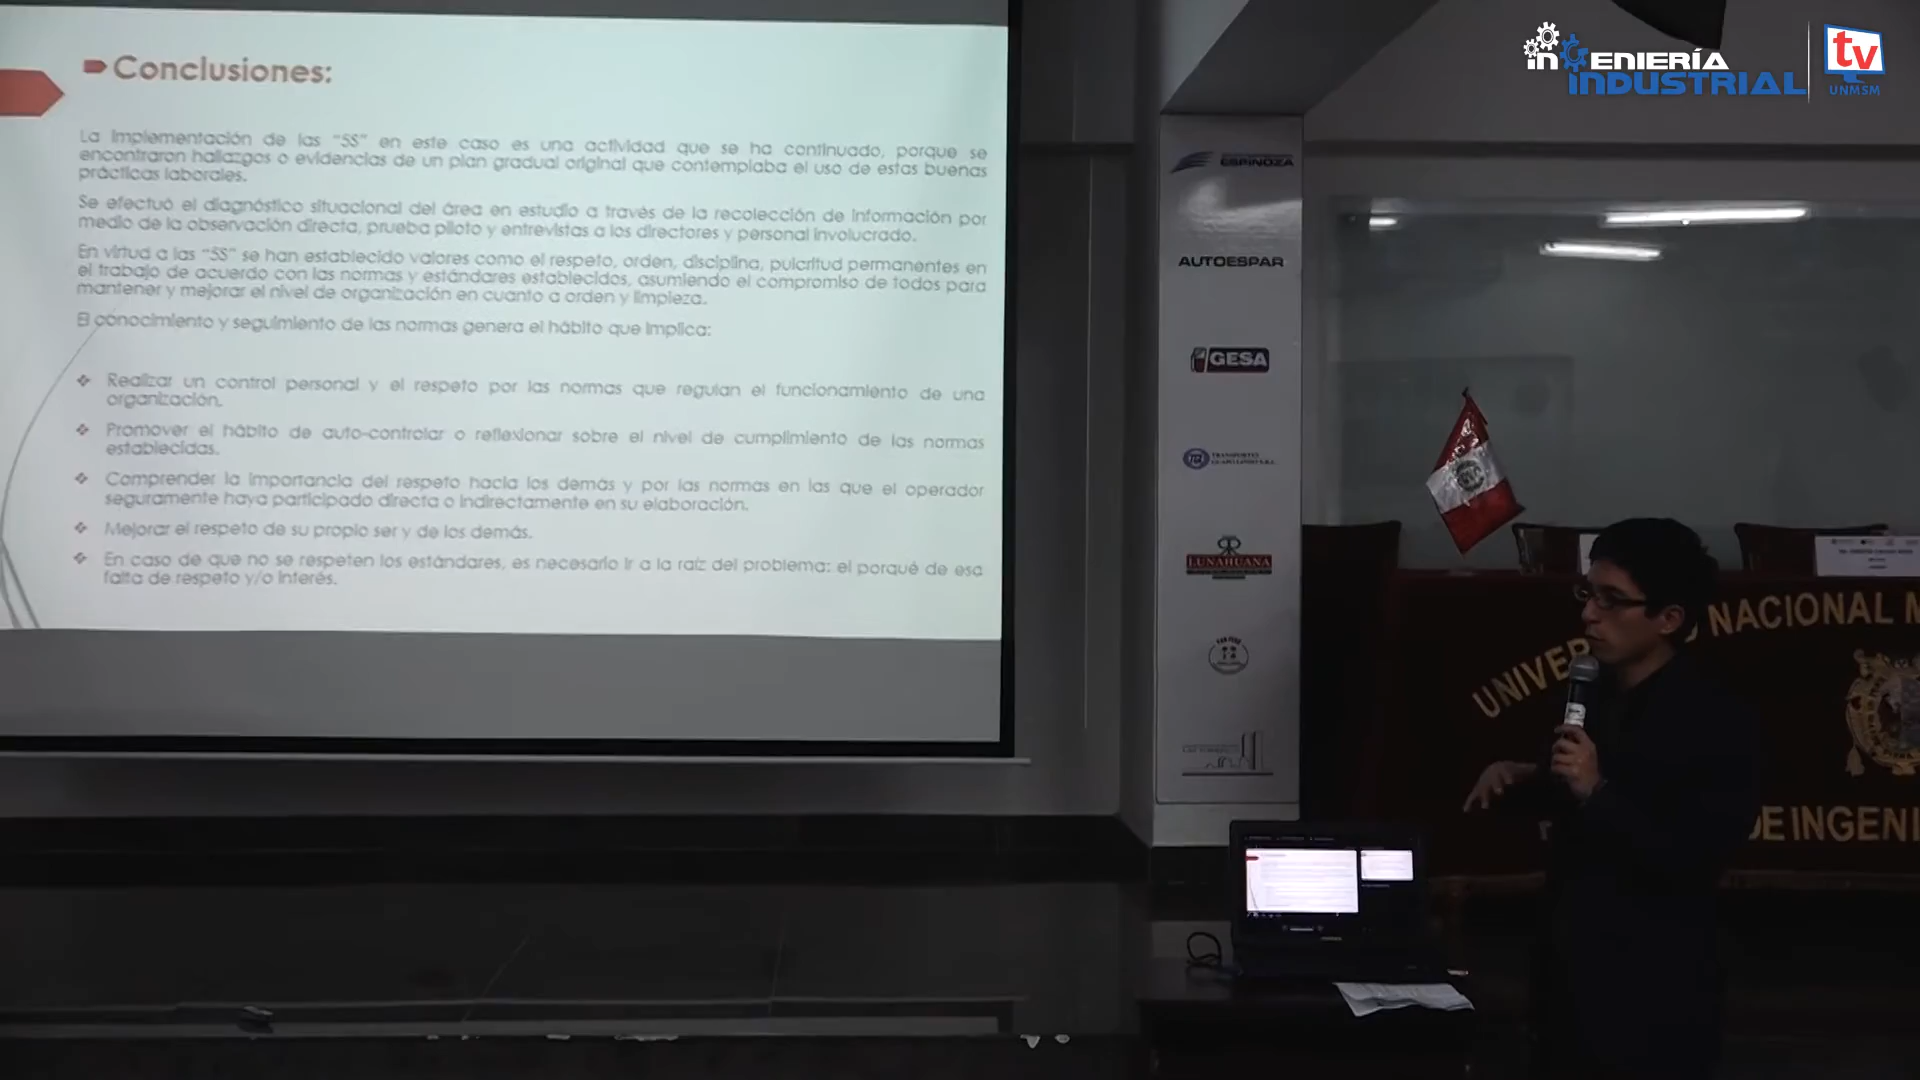 Conclusiones:
La implementación de las "5S" en este caso es una actividad que se ha continuado, porque se
encontraron hallazgos o evidencias de un plan gradual original que contemplaba el uso de estas buenas
prácticas laborales.
Se efectuó el diagnóstico situacional del área en estudio a través de la recolección de información por
medio de la observación directa, prueba piloto y entrevistas a los directores y personal involucrado.
En virtud a las "5S" se han establecido valores como el respeto, orden, disciplina, pulcritud permanentes en
el trabajo de acuerdo con las normas y estándares establecidos, asumiendo el compromiso de todos para
mantener y mejorar el nivel de organización en cuanto a orden y limpieza.
El conocimiento y seguimiento de las normas genera el hábito que implica:
Realizar un control personal y el respeto por las normas que regulan el funcionamiento de una
organización.
Promover el hábito de auto-controlar o reflexionar sobre el nivel de cumplimiento de las normas
establecidas.
Comprender la importancia del respeto hacia los demás y por las normas en las que el operador
seguramente haya participado directa o indirectamente en su elaboración.
Mejorar el respeto de su propio ser y de los demás.
En caso de que no se respeten los estándares, es necesario ir a la raíz del problema: el porqué de esa
falta de respeto y/o interés.
INGENIERÍA
INDUSTRIAL
tv
UNMSM
ESPINOZA
AUTOESPAR
GESA
LUNAHUANA
UNIVER NACIONAL M
DE INGENI